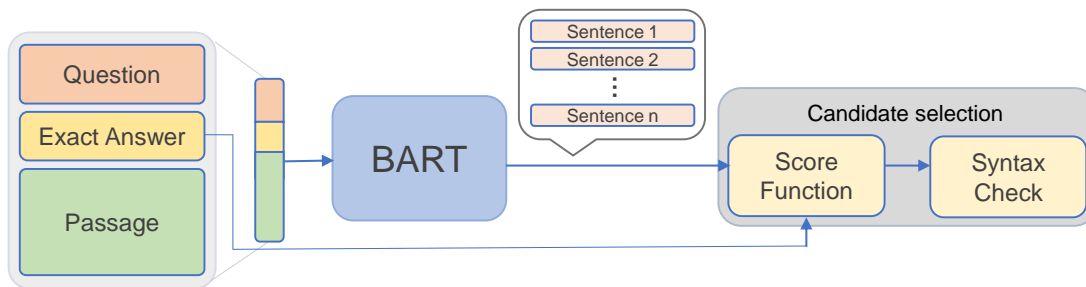 Question
Exact Answer
Passage
BART
Sentence 1
Sentence 2
⋮
Sentence n
Candidate selection
Score
Function
Syntax
Check